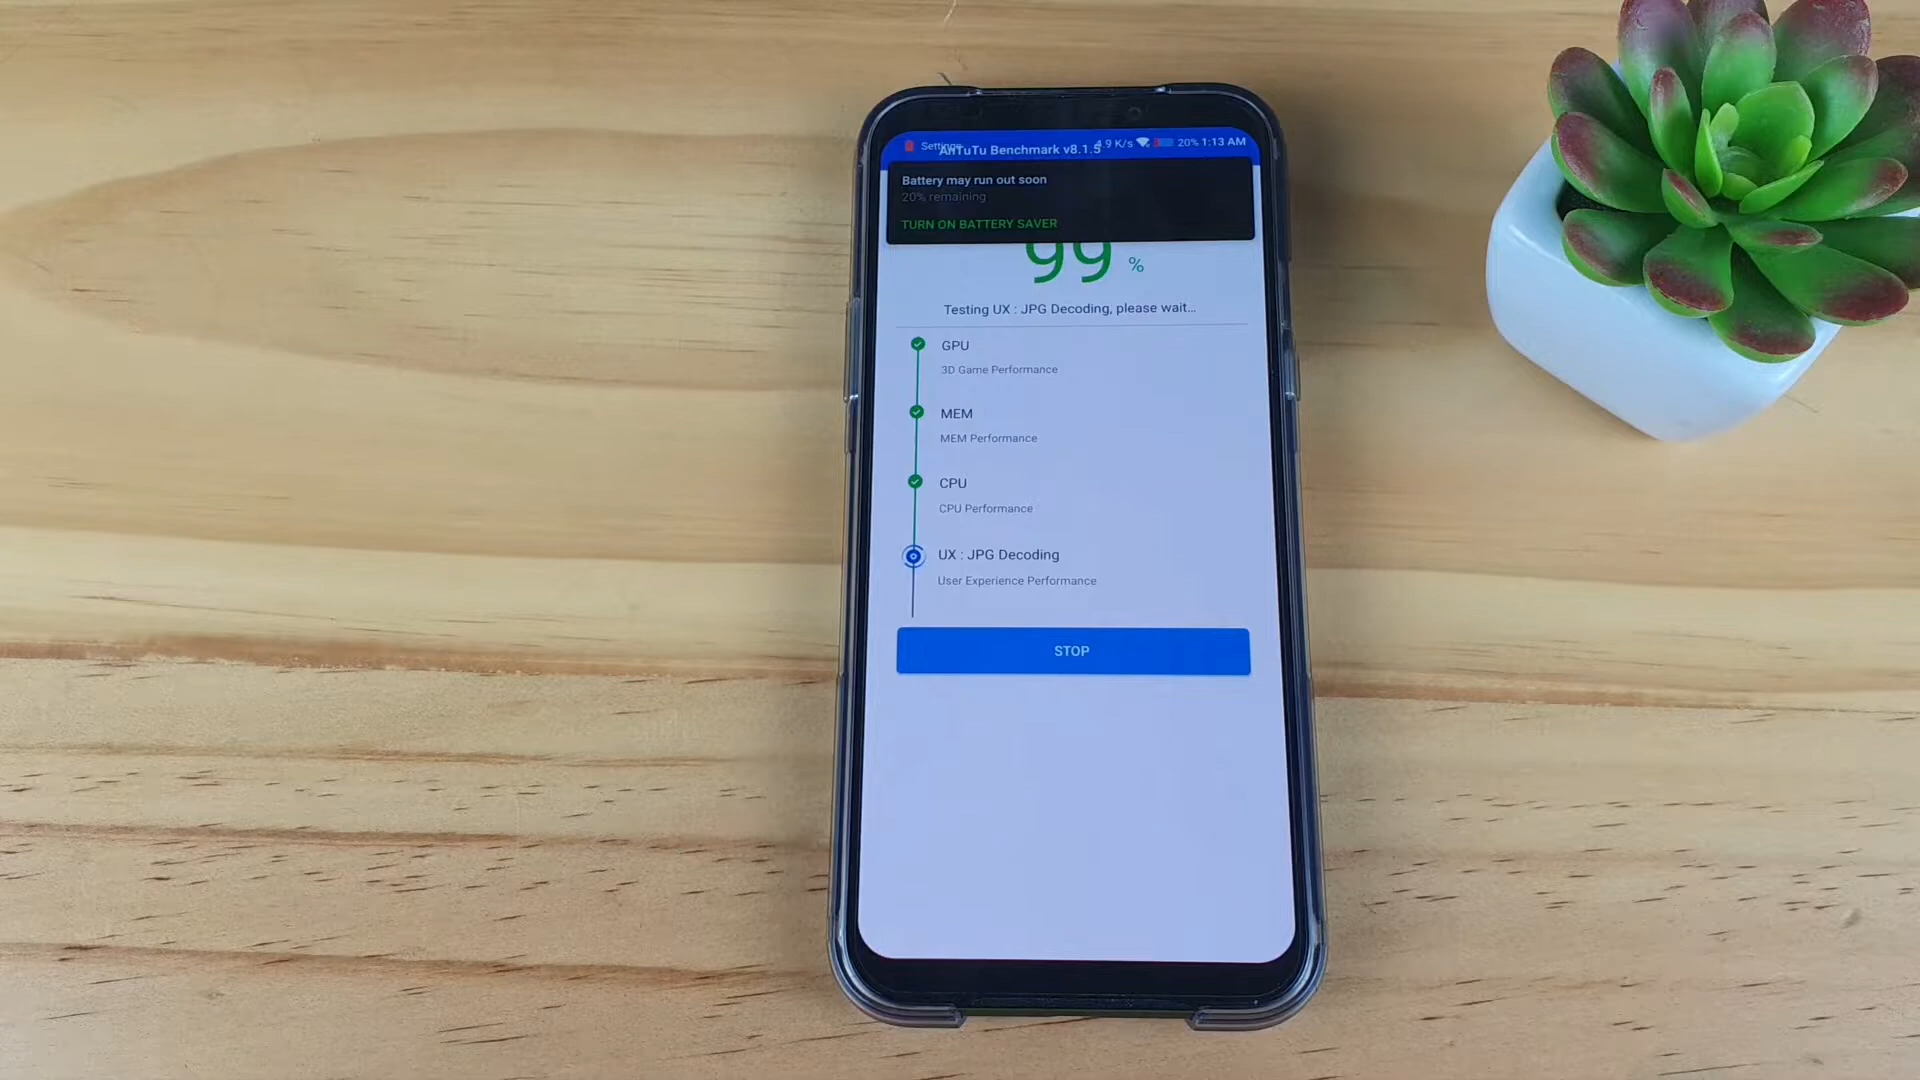 Settings 4.9 K/s 20% 1:13 AM
AnTuTu Benchmark v8.1.5
Battery may run out soon
20% remaining
TURN ON BATTERY SAVER
99 %
Testing UX : JPG Decoding, please wait...
GPU
3D Game Performance
MEM
MEM Performance
CPU
CPU Performance
UX : JPG Decoding
User Experience Performance
STOP